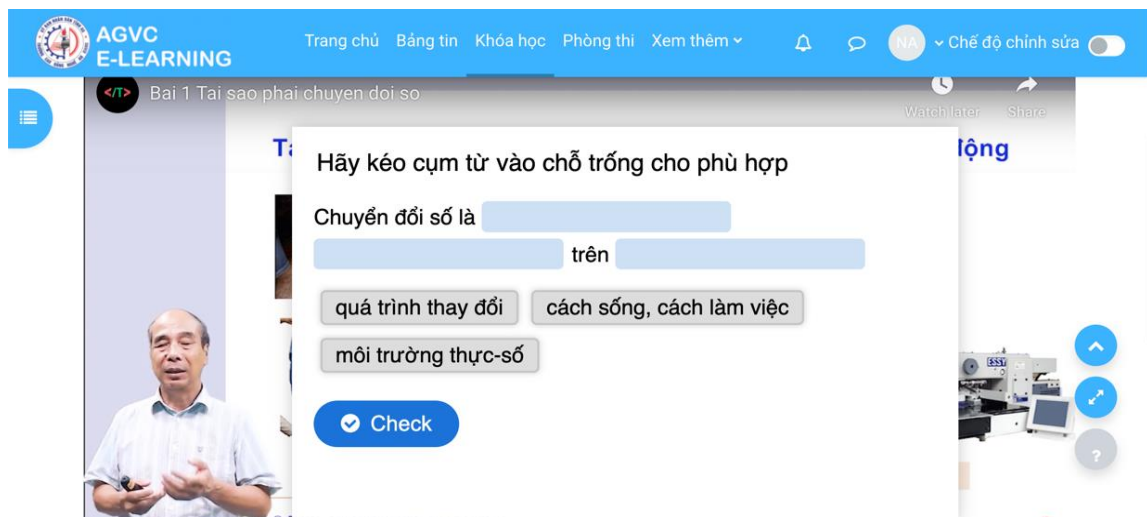 AGVC
E-LEARNING
Trang chủ Bảng tin Khóa học Phòng thi Xem thêm NA Chế độ chỉnh sửa
</T> Bai 1 Tai sao phai chuyen doi so
Watch later Share
Hãy kéo cụm từ vào chỗ trống cho phù hợp
Chuyển đổi số là
trên
quá trình thay đổi cách sống, cách làm việc
môi trường thực-số
ESSY
Check
?